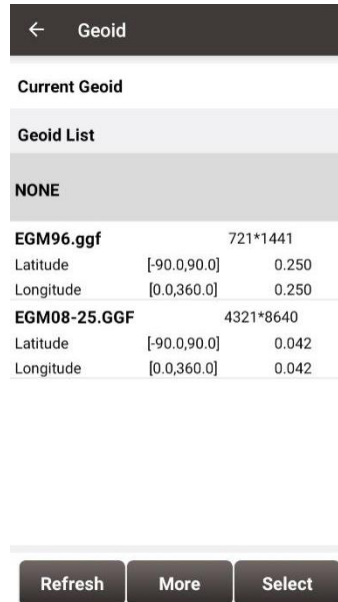 ← Geoid
Current Geoid
Geoid List
NONE
EGM96.ggf 721*1441
Latitude [-90.0,90.0] 0.250
Longitude [0.0,360.0] 0.250
EGM08-25.GGF 4321*8640
Latitude [-90.0,90.0] 0.042
Longitude [0.0,360.0] 0.042
Refresh More Select